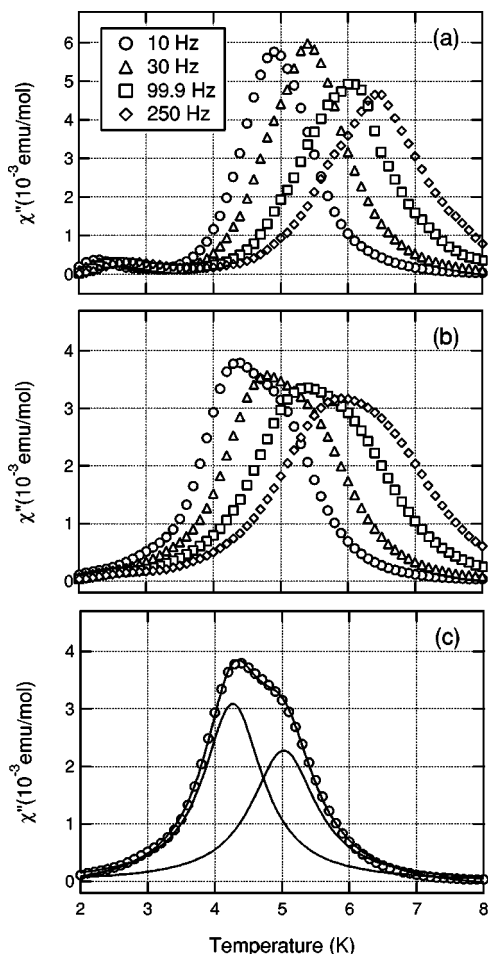 (a)
10 Hz
30 Hz
99.9 Hz
250 Hz
6
5
4
3
2
1
0
χ"(10⁻³emu/mol)
(b)
4
3
2
1
0
χ"(10⁻³emu/mol)
(c)
4
3
2
1
0
χ"(10⁻³emu/mol)
2 3 4 5 6 7 8
Temperature (K)